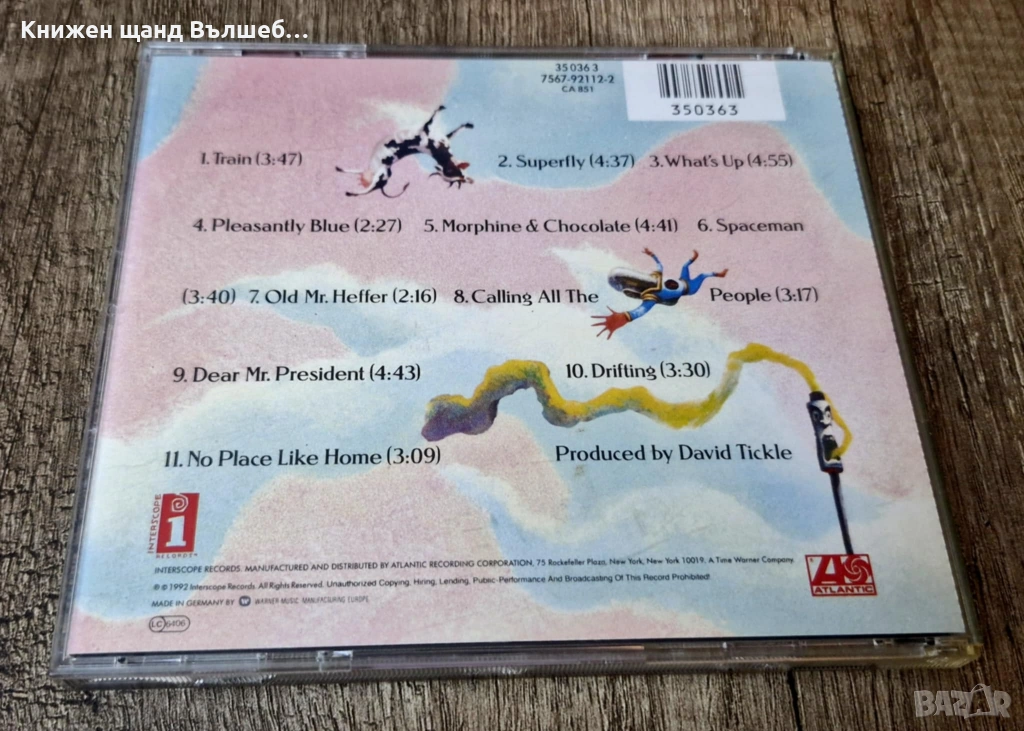 Книжен щанд Вълшеб...
350363
7567-92112-2
CA 851
350363
1. Train (3:47) 2. Superfly (4:37) 3. What's Up (4:55)
4. Pleasantly Blue (2:27) 5. Morphine & Chocolate (4:41) 6. Spaceman
(3:40) 7. Old Mr. Heffer (2:16) 8. Calling All The People (3:17)
9. Dear Mr. President (4:43) 10. Drifting (3:30)
11. No Place Like Home (3:09) Produced by David Tickle
INTERSCOPE
i
RECORDS
INTERSCOPE RECORDS. MANUFACTURED AND DISTRIBUTED BY ATLANTIC RECORDING CORPORATION, 75 Rockefeller Plaza, New York, New York 10019. A Time Warner Company.
℗ © 1992 Interscope Records. All Rights Reserved. Unauthorized Copying, Hiring, Lending, Public-Performance And Broadcasting Of This Record Prohibited!
MADE IN GERMANY BY WARNER MUSIC MANUFACTURING EUROPE
LC 6406
ATLANTIC
BAZAR